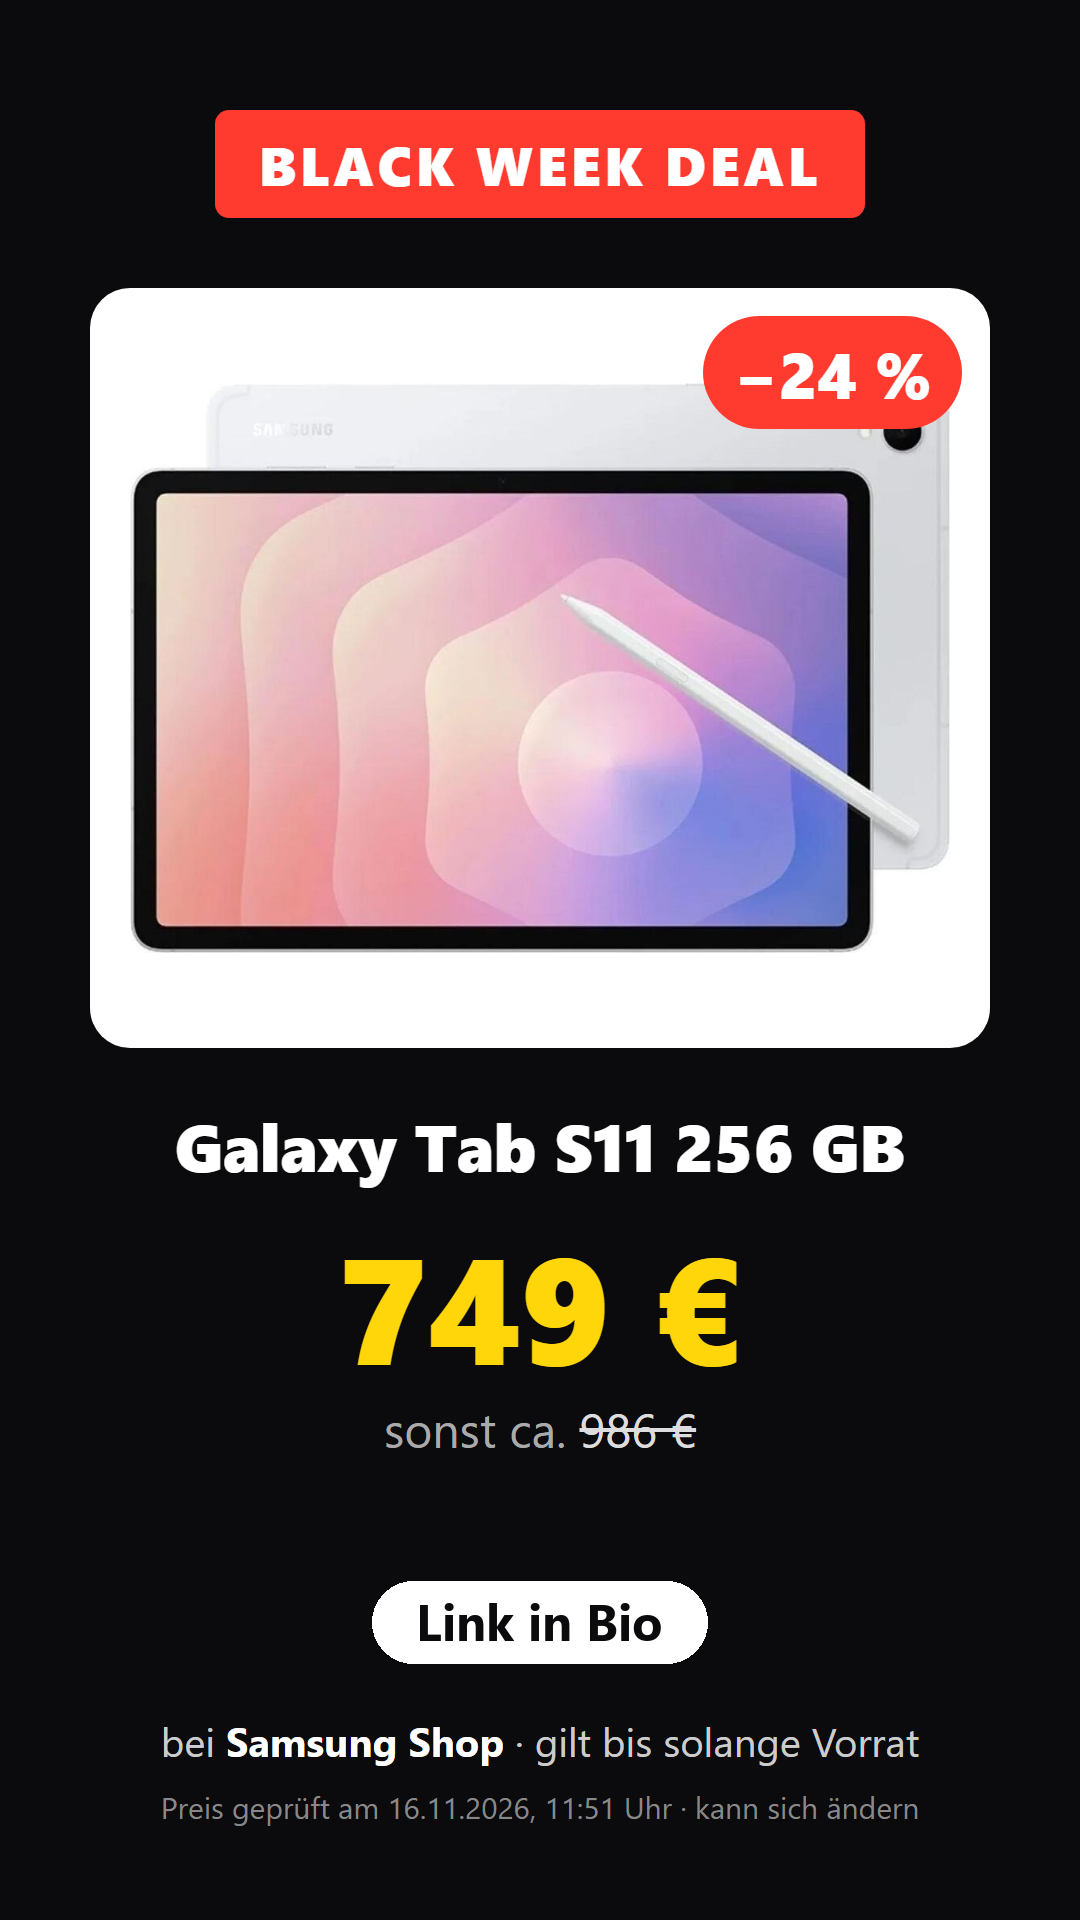 BLACK WEEK DEAL
–24 %
SAMSUNG
Galaxy Tab S11 256 GB
749 €
sonst ca. 986 €
Link in Bio
bei Samsung Shop · gilt bis solange Vorrat
Preis geprüft am 16.11.2026, 11:51 Uhr · kann sich ändern